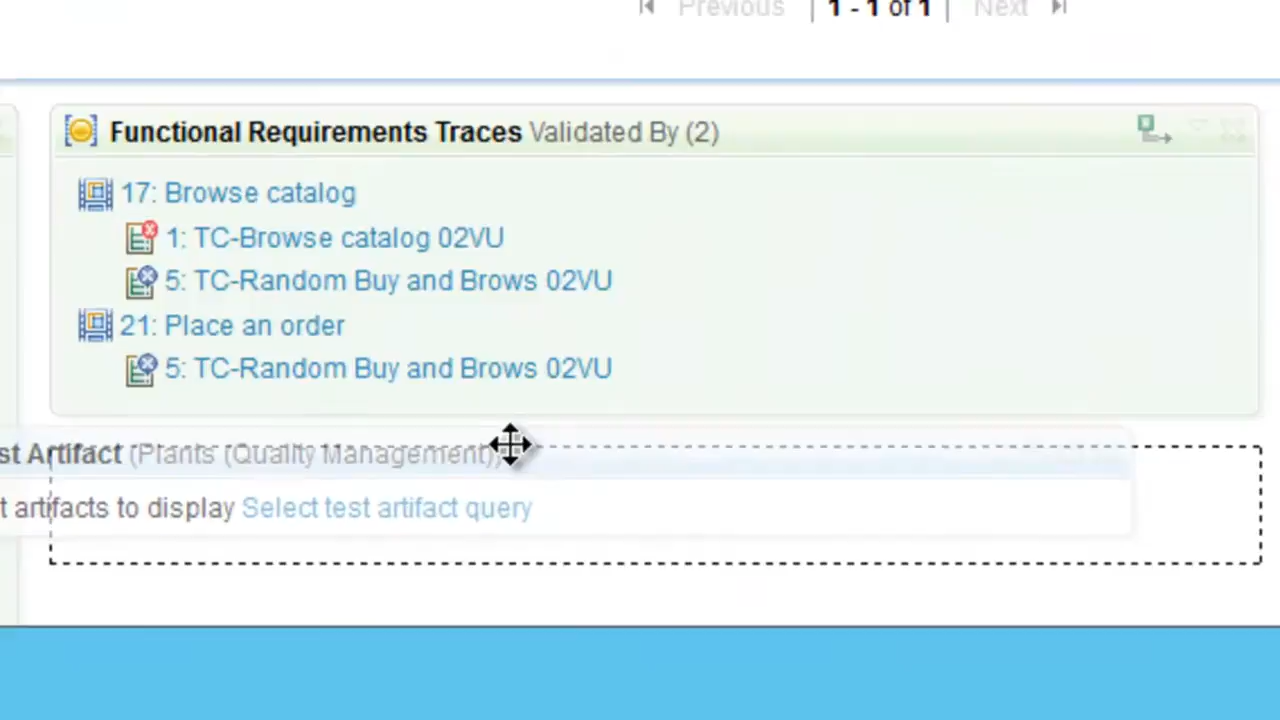 Previous | 1 - 1 of 1 | Next
Functional Requirements Traces Validated By (2)
17: Browse catalog
1: TC-Browse catalog 02VU
5: TC-Random Buy and Brows 02VU
21: Place an order
5: TC-Random Buy and Brows 02VU
st Artifact (Plants (Quality Management))
t artifacts to display Select test artifact query